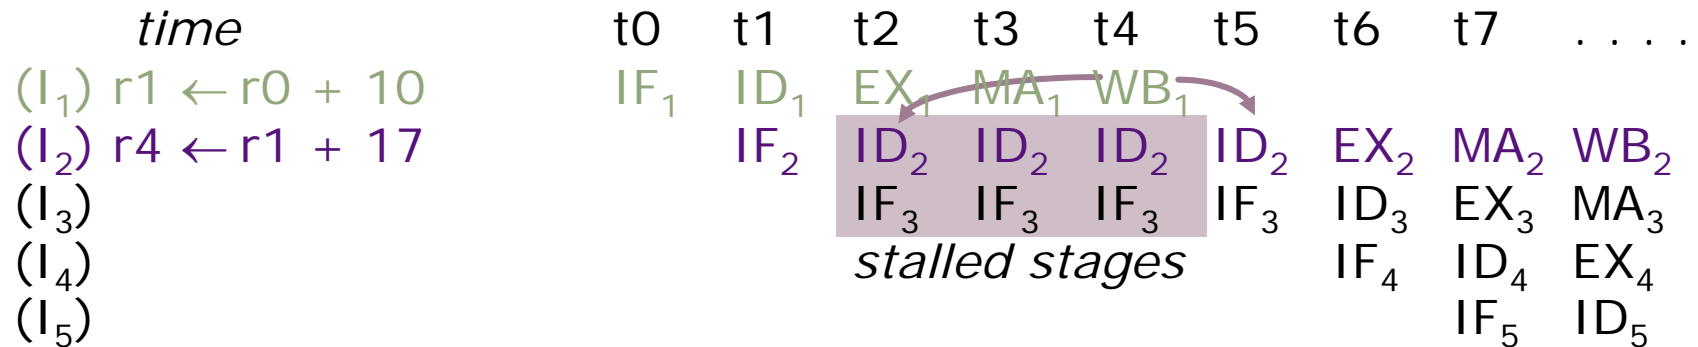 time t0 t1 t2 t3 t4 t5 t6 t7 . . . .
(I₁) r1 ← r0 + 10 IF₁ ID₁ EX₁ MA₁ WB₁
(I₂) r4 ← r1 + 17 IF₂ ID₂ ID₂ ID₂ ID₂ EX₂ MA₂ WB₂
(I₃) IF₃ IF₃ IF₃ IF₃ ID₃ EX₃ MA₃
(I₄) stalled stages IF₄ ID₄ EX₄
(I₅) IF₅ ID₅